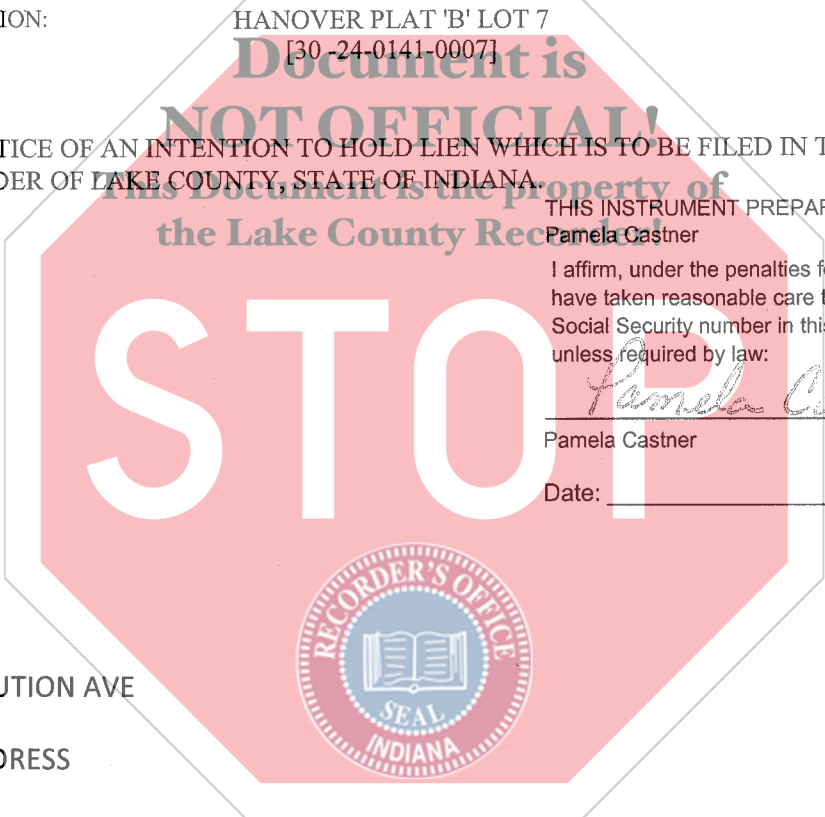 ION: HANOVER PLAT 'B' LOT 7
[30 -24-0141-0007]
Document is
NOT OFFICIAL!
TICE OF AN INTENTION TO HOLD LIEN WHICH IS TO BE FILED IN T
DER OF LAKE COUNTY, STATE OF INDIANA.
This Document is the property of
the Lake County Recorder!
THIS INSTRUMENT PREPAR
Pamela Castner
I affirm, under the penalties f
have taken reasonable care t
Social Security number in this
unless required by law:
Pamela C
Pamela Castner
Date:
STOP
RECORDER'S OFFICE
SEAL
INDIANA
UTION AVE
DRESS